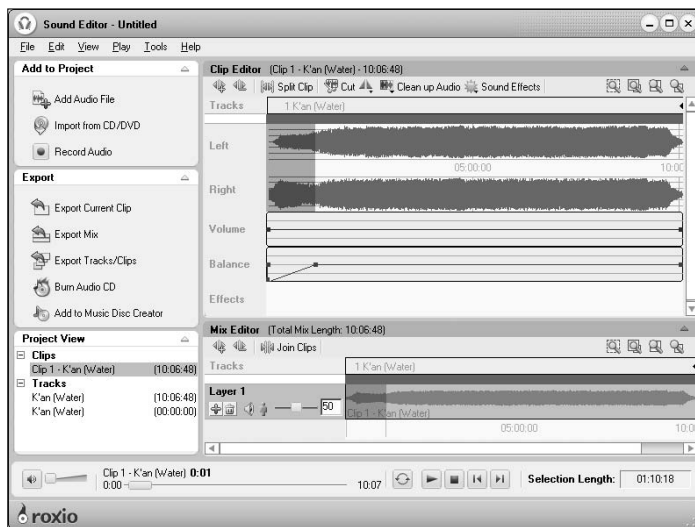 Sound Editor - Untitled
File Edit View Play Tools Help
Add to Project
Add Audio File
Import from CD/DVD
Record Audio
Export
Export Current Clip
Export Mix
Export Tracks/Clips
Burn Audio CD
Add to Music Disc Creator
Project View
Clips
Clip 1 - K'an (Water) (10:06:48)
Tracks
K'an (Water) (10:06:48)
K'an (Water) (00:00:00)
Clip Editor (Clip 1 - K'an (Water) - 10:06:48)
Split Clip Cut Clean up Audio Sound Effects
Tracks 1 K'an (Water)
Left
05:00:00 10:00
Right
Volume
Balance
Effects
Mix Editor (Total Mix Length: 10:06:48)
Join Clips
Tracks 1 K'an (Water)
Layer 1
50
Clip 1 - K'an (Water)
05:00:00 10:0
Clip 1 - K'an (Water) 0:01
0:00 10:07
Selection Length: 01:10:18
roxio